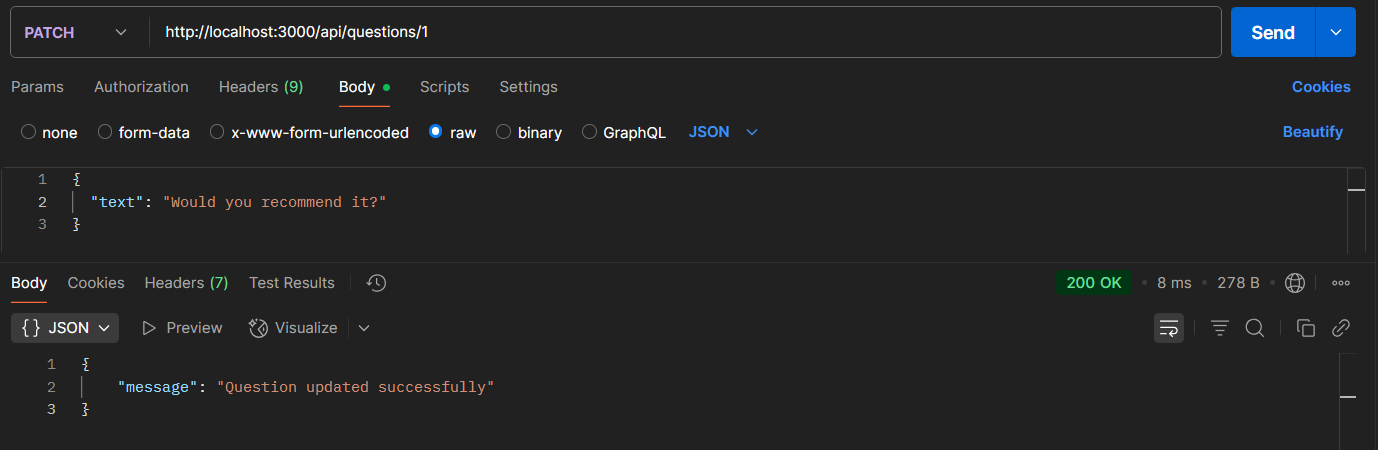 PATCH http://localhost:3000/api/questions/1 Send
Params Authorization Headers (9) Body Scripts Settings Cookies
none form-data x-www-form-urlencoded raw binary GraphQL JSON Beautify
1 {
2 "text": "Would you recommend it?"
3 }
Body Cookies Headers (7) Test Results 200 OK • 8 ms • 278 B •
{} JSON Preview Visualize
1 {
2 "message": "Question updated successfully"
3 }